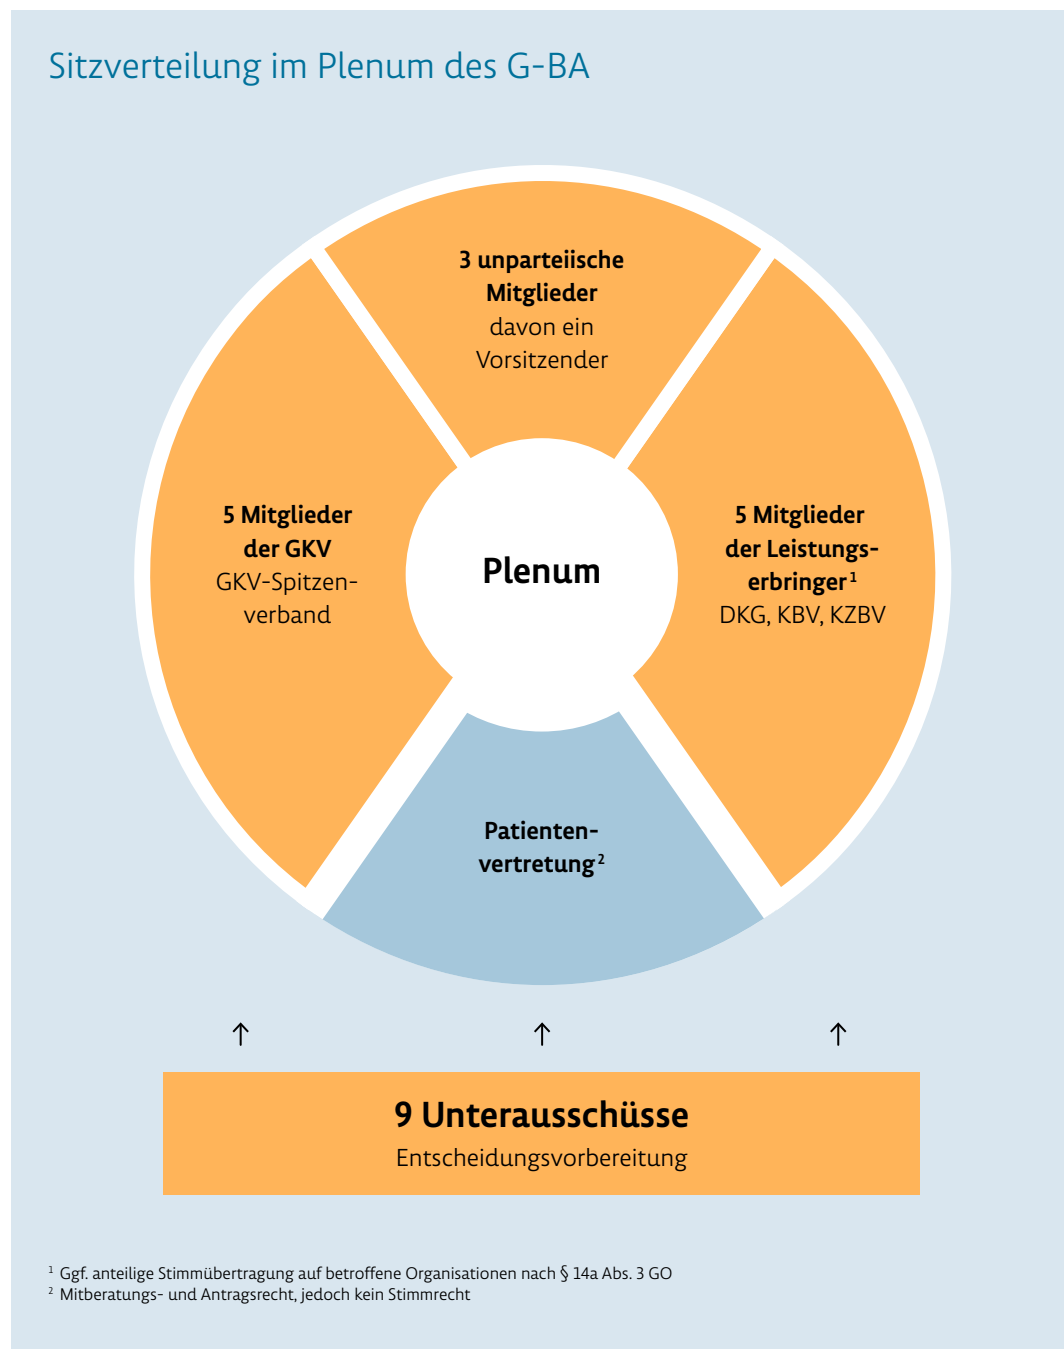 Sitzverteilung im Plenum des G-BA
3 unparteiische
Mitglieder
davon ein
Vorsitzender
5 Mitglieder
der GKV
GKV-Spitzen-
verband
Plenum
5 Mitglieder
der Leistungs-
erbringer¹
DKG, KBV, KZBV
Patienten-
vertretung²
↑ ↑ ↑
9 Unterausschüsse
Entscheidungsvorbereitung
¹ Ggf. anteilige Stimmübertragung auf betroffene Organisationen nach § 14a Abs. 3 GO
² Mitberatungs- und Antragsrecht, jedoch kein Stimmrecht